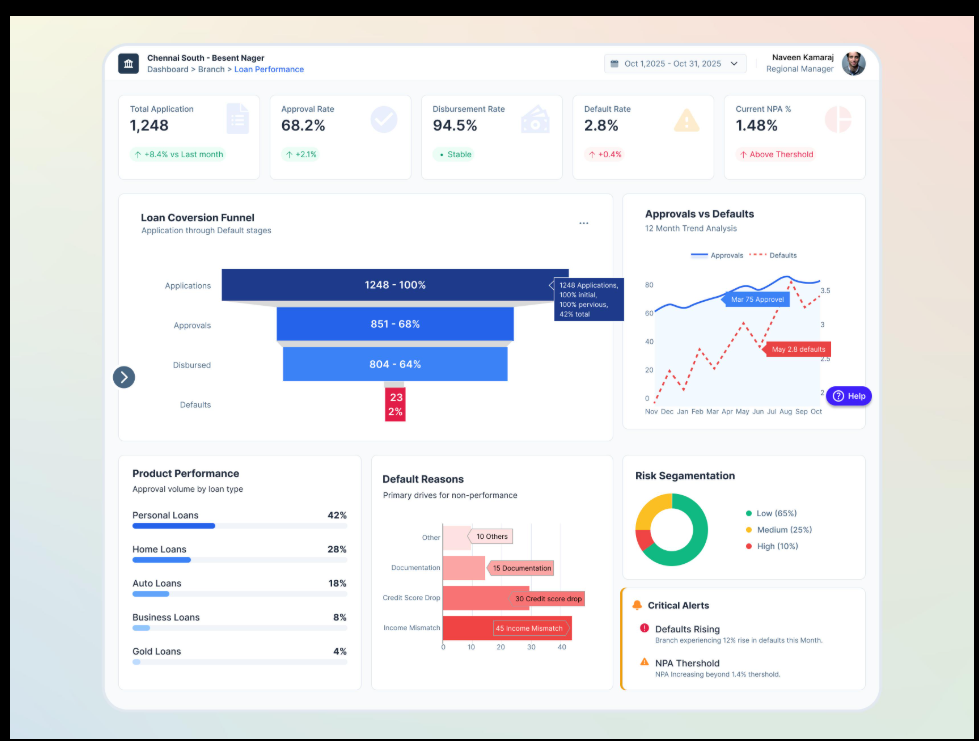 Chennai South - Besent Nager
Dashboard > Branch > Loan Performance
Oct 1,2025 - Oct 31, 2025
Naveen Kamaraj
Regional Manager
Total Application
1,248
↑ +8.4% vs Last month
Approval Rate
68.2%
↑ +2.1%
Disbursement Rate
94.5%
• Stable
Default Rate
2.8%
↑ +0.4%
Current NPA %
1.48%
↑ Above Thershold
Loan Coversion Funnel
Application through Default stages
...
Applications
1248 - 100%
1248 Applications,
100% initial,
100% pervious,
42% total
Approvals
851 - 68%
Disbursed
804 - 64%
Defaults
23
2%
Approvals vs Defaults
12 Month Trend Analysis
Approvals
Defaults
80
60
40
20
0
3.5
3
2.5
2
Mar 75 Approvel
May 2.8 defaults
Nov Dec Jan Feb Mar Apr May Jun Jul Aug Sep Oct
Help
Product Performance
Approval volume by loan type
Personal Loans 42%
Home Loans 28%
Auto Loans 18%
Business Loans 8%
Gold Loans 4%
Default Reasons
Primary drives for non-performance
Other
10 Others
Documentation
15 Documentation
Credit Score Drop
30 Credit score drop
Income Mismatch
45 Income Mismatch
0 10 20 30 40
Risk Segamentation
Low (65%)
Medium (25%)
High (10%)
Critical Alerts
Defaults Rising
Branch experiencing 12% rise in defaults this Month.
NPA Thershold
NPA Increasing beyond 1.4% thershold.